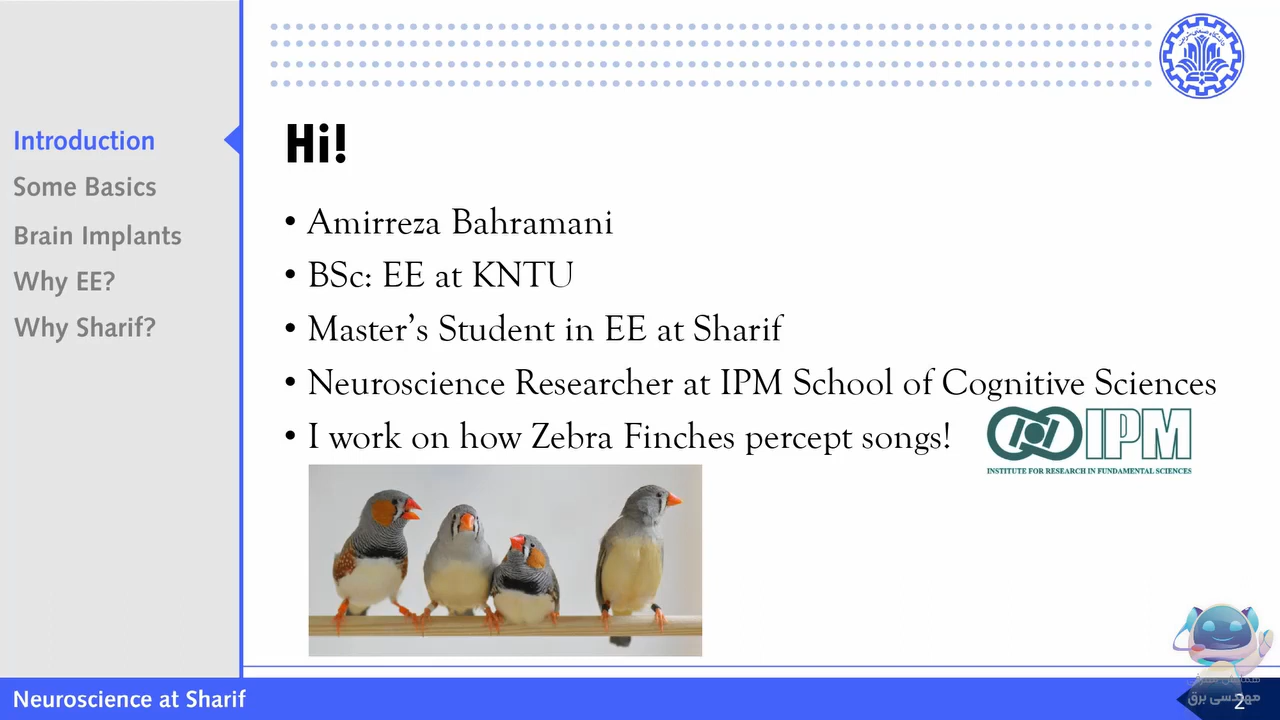 Introduction
Some Basics
Brain Implants
Why EE?
Why Sharif?
Hi!
• Amirreza Bahramani
• BSc: EE at KNTU
• Master's Student in EE at Sharif
• Neuroscience Researcher at IPM School of Cognitive Sciences
• I work on how Zebra Finches percept songs!
IPM
INSTITUTE FOR RESEARCH IN FUNDAMENTAL SCIENCES
Neuroscience at Sharif
مهندسی برق
2